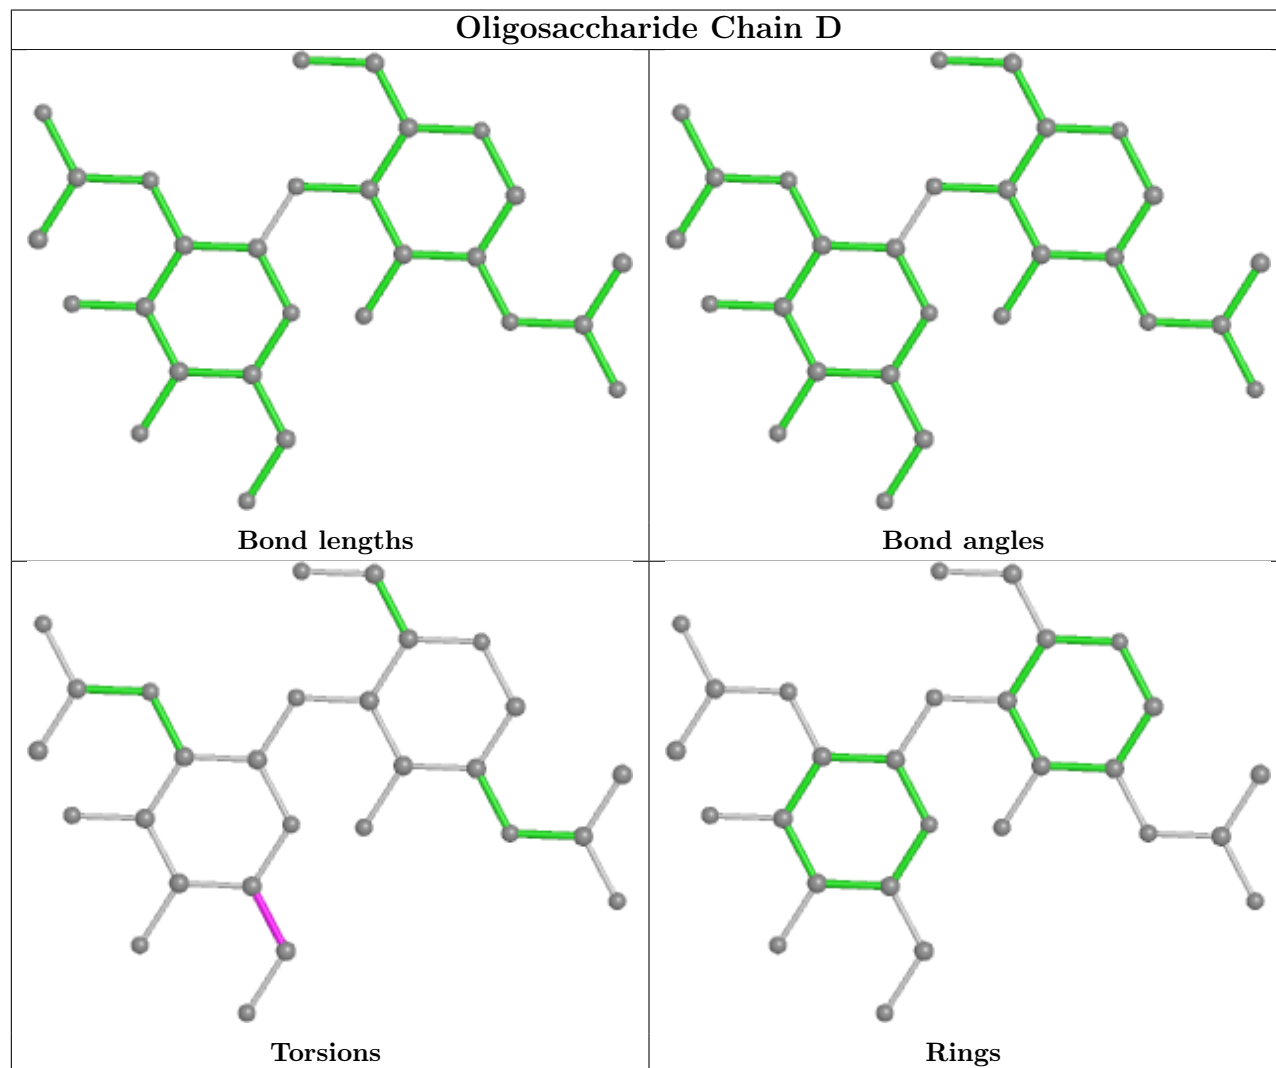 Oligosaccharide Chain D
Bond lengths
Bond angles
Torsions
Rings